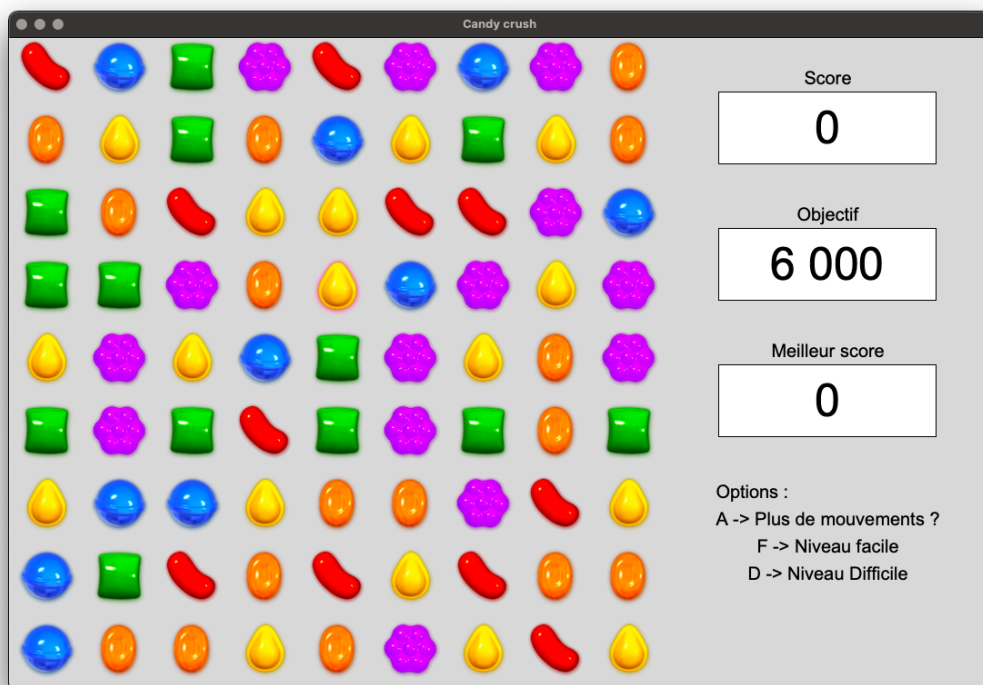 Candy crush
Score
0
Objectif
6 000
Meilleur score
0
Options :
A -> Plus de mouvements ?
F -> Niveau facile
D -> Niveau Difficile